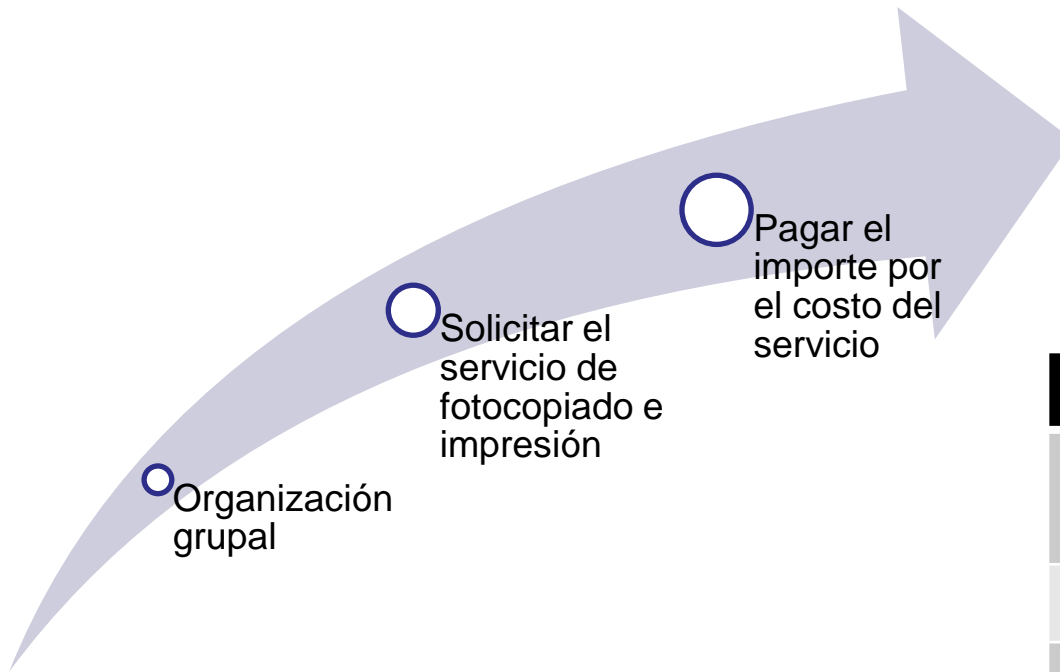 Organización
grupal
Solicitar el
servicio de
fotocopiado e
impresión
Pagar el
importe por
el costo del
servicio